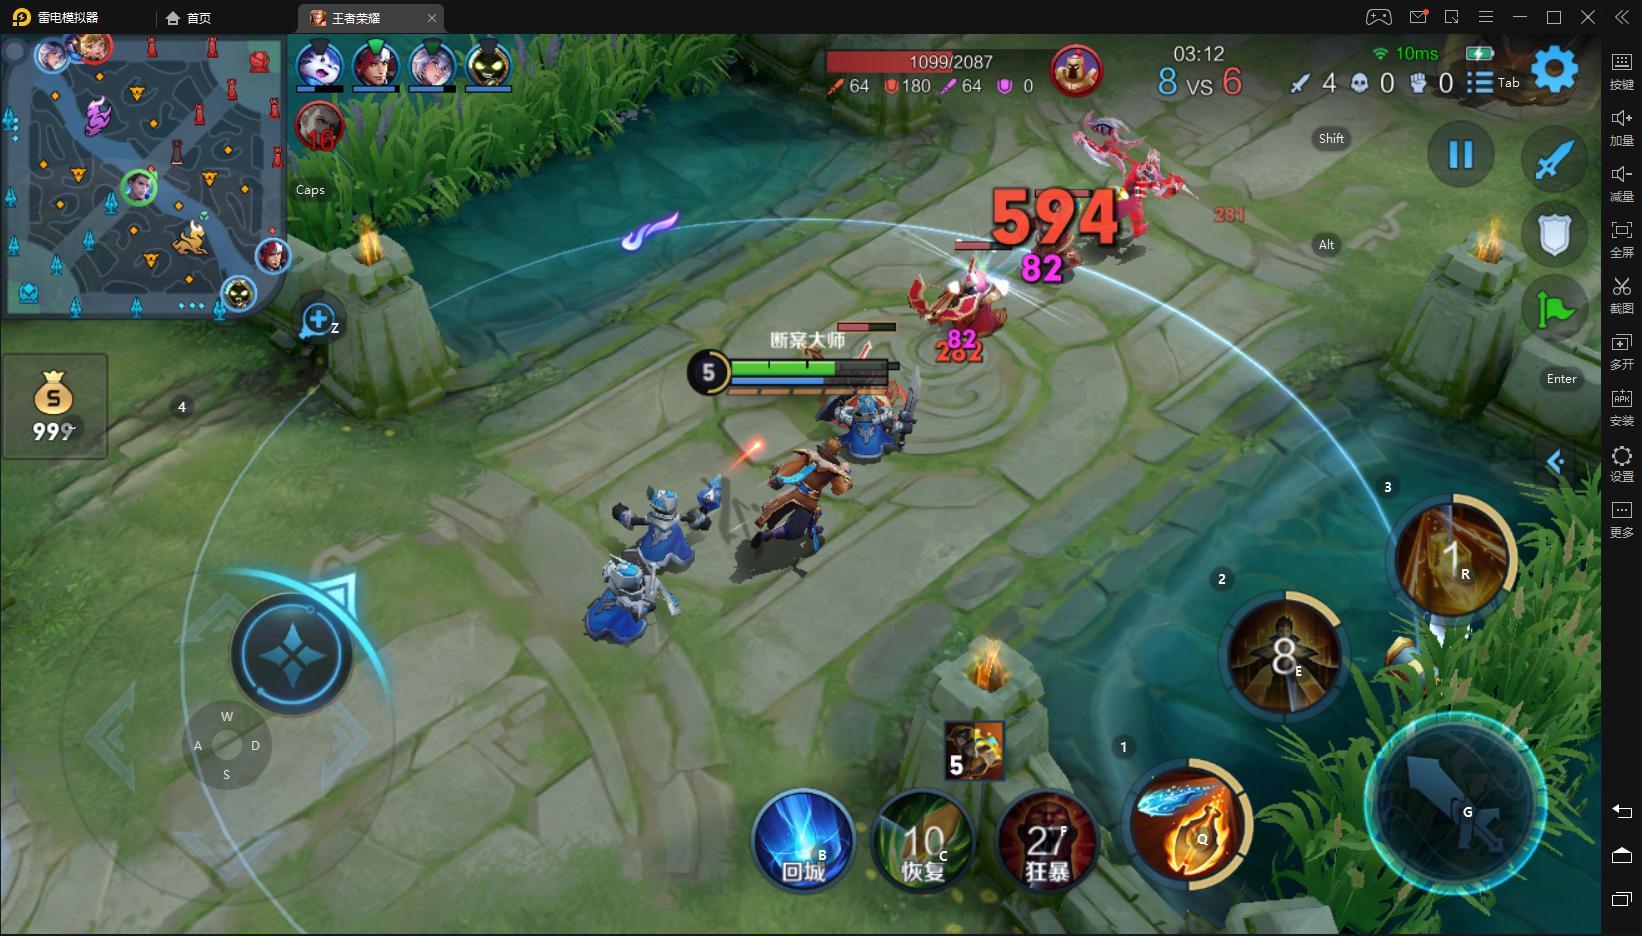 雷电模拟器
首页
王者荣耀
1099/2087
64
180
64
0
03:12
8 VS 6
10ms
4
0
0
Tab
16
Caps
Shift
Alt
Enter
594
82
281
82
262
Z
断案大师
5
S
999
4
3
2
1
1
R
8
E
Q
G
W
A
D
S
5
B
回城
10
C
恢复
27
F
狂暴
按键
加量
减量
全屏
截图
多开
APK
安装
设置
更多